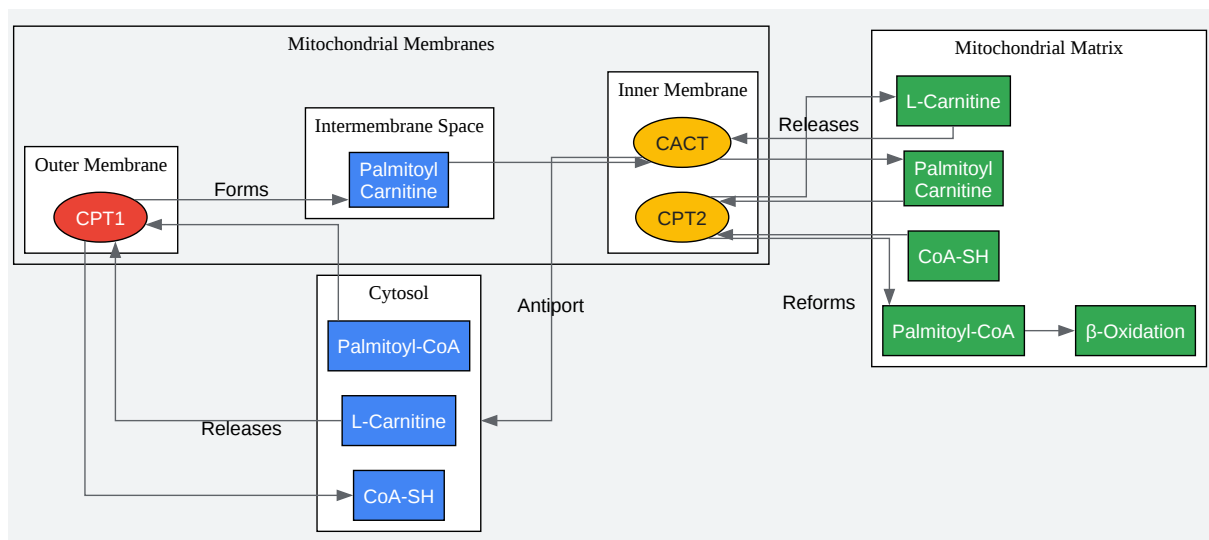 Mitochondrial Membranes
Outer Membrane
CPT1
Forms
Intermembrane Space
Palmitoyl
Carnitine
Inner Membrane
CACT
CPT2
Mitochondrial Matrix
L-Carnitine
Releases
Palmitoyl
Carnitine
CoA-SH
Reforms
Palmitoyl-CoA
β-Oxidation
Antiport
Cytosol
Palmitoyl-CoA
L-Carnitine
Releases
CoA-SH